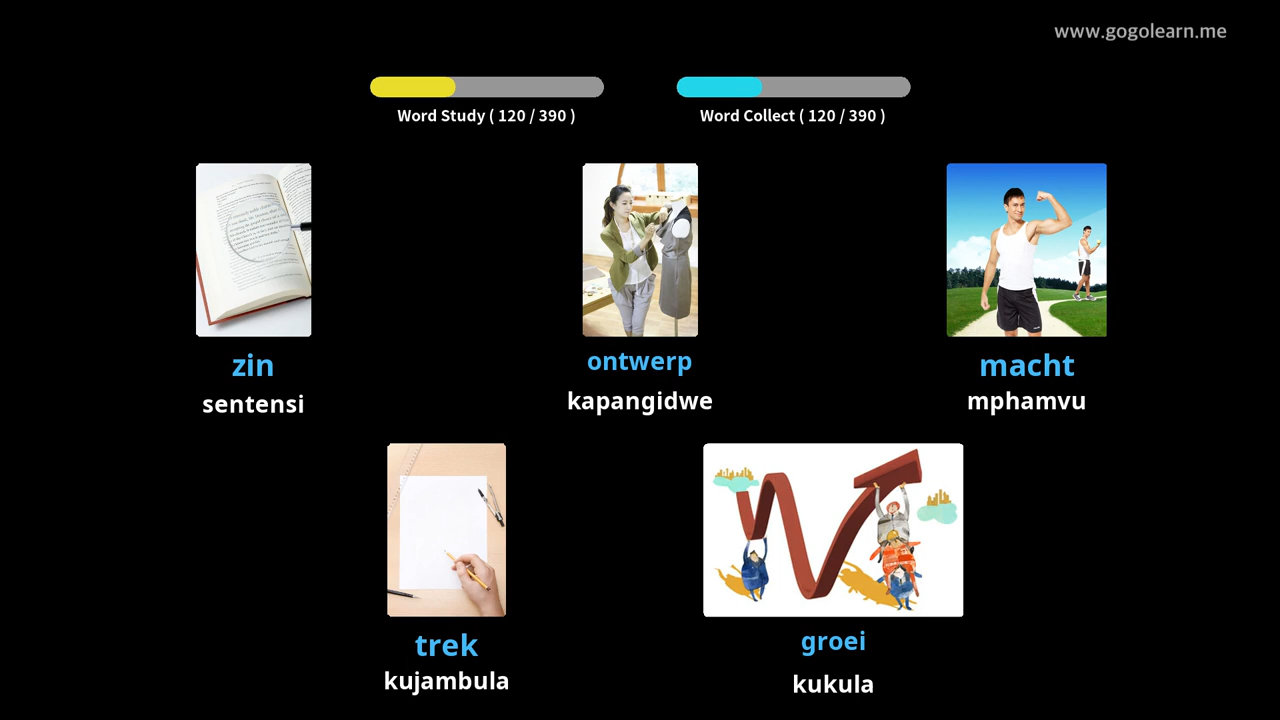 www.gogolearn.me
Word Study ( 120 / 390 )
Word Collect ( 120 / 390 )
zin
sentensi
ontwerp
kapangidwe
macht
mphamvu
trek
kujambula
groei
kukula